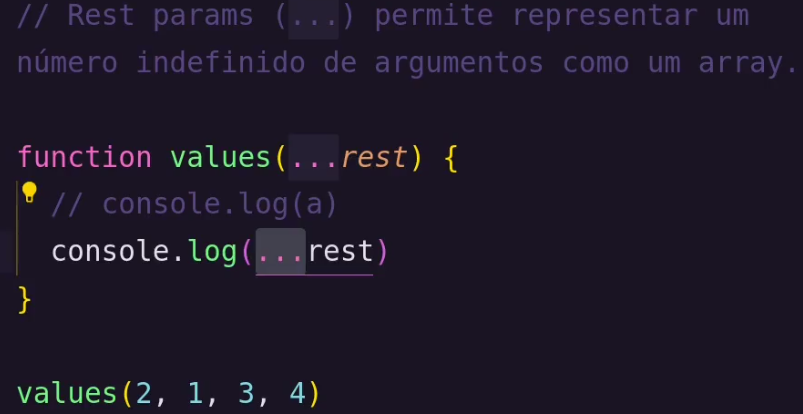 // Rest params (...) permite representar um
número indefinido de argumentos como um array.
function values(...rest) {
// console.log(a)
console.log(...rest)
}
values(2, 1, 3, 4)